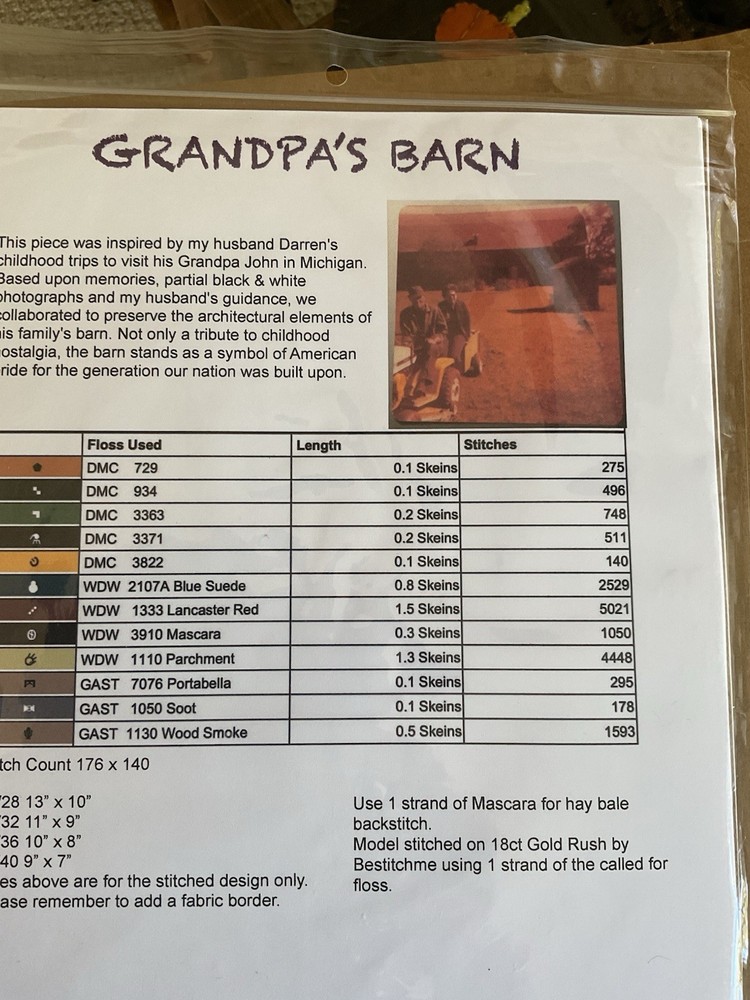 GRANDPA'S BARN
This piece was inspired by my husband Darren's
childhood trips to visit his Grandpa John in Michigan.
Based upon memories, partial black & white
photographs and my husband's guidance, we
collaborated to preserve the architectural elements of
his family's barn. Not only a tribute to childhood
nostalgia, the barn stands as a symbol of American
pride for the generation our nation was built upon.
Floss Used Length Stitches
DMC 729 0.1 Skeins 275
DMC 934 0.1 Skeins 496
DMC 3363 0.2 Skeins 748
DMC 3371 0.2 Skeins 511
DMC 3822 0.1 Skeins 140
WDW 2107A Blue Suede 0.8 Skeins 2529
WDW 1333 Lancaster Red 1.5 Skeins 5021
WDW 3910 Mascara 0.3 Skeins 1050
WDW 1110 Parchment 1.3 Skeins 4448
GAST 7076 Portabella 0.1 Skeins 295
GAST 1050 Soot 0.1 Skeins 178
GAST 1130 Wood Smoke 0.5 Skeins 1593
tch Count 176 x 140
/28 13" x 10"
/32 11" x 9"
/36 10" x 8"
40 9" x 7"
es above are for the stitched design only.
ase remember to add a fabric border.
Use 1 strand of Mascara for hay bale
backstitch.
Model stitched on 18ct Gold Rush by
Bestitchme using 1 strand of the called for
floss.